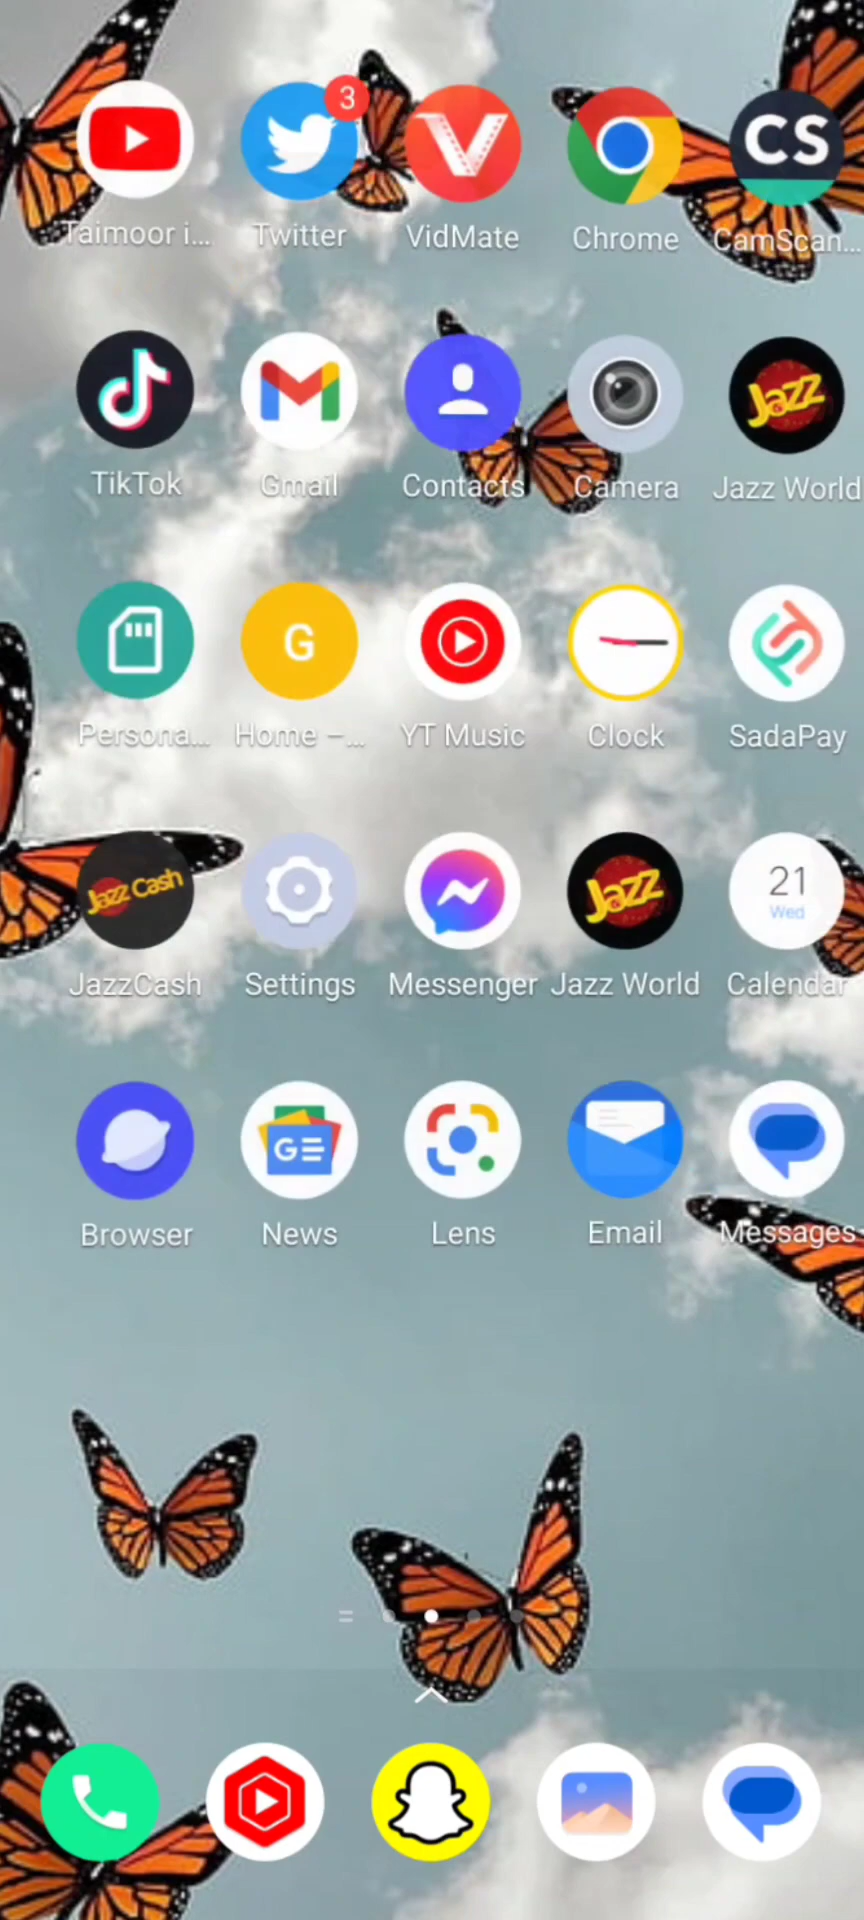 3
CS
Taimoor i...
Twitter
VidMate
Chrome
CamScan...
Jazz
TikTok
Gmail
Contacts
Camera
Jazz World
G
Persona...
Home –...
YT Music
Clock
SadaPay
Jazz Cash
Jazz
21
Wed
JazzCash
Settings
Messenger
Jazz World
Calendar
G
Browser
News
Lens
Email
Messages